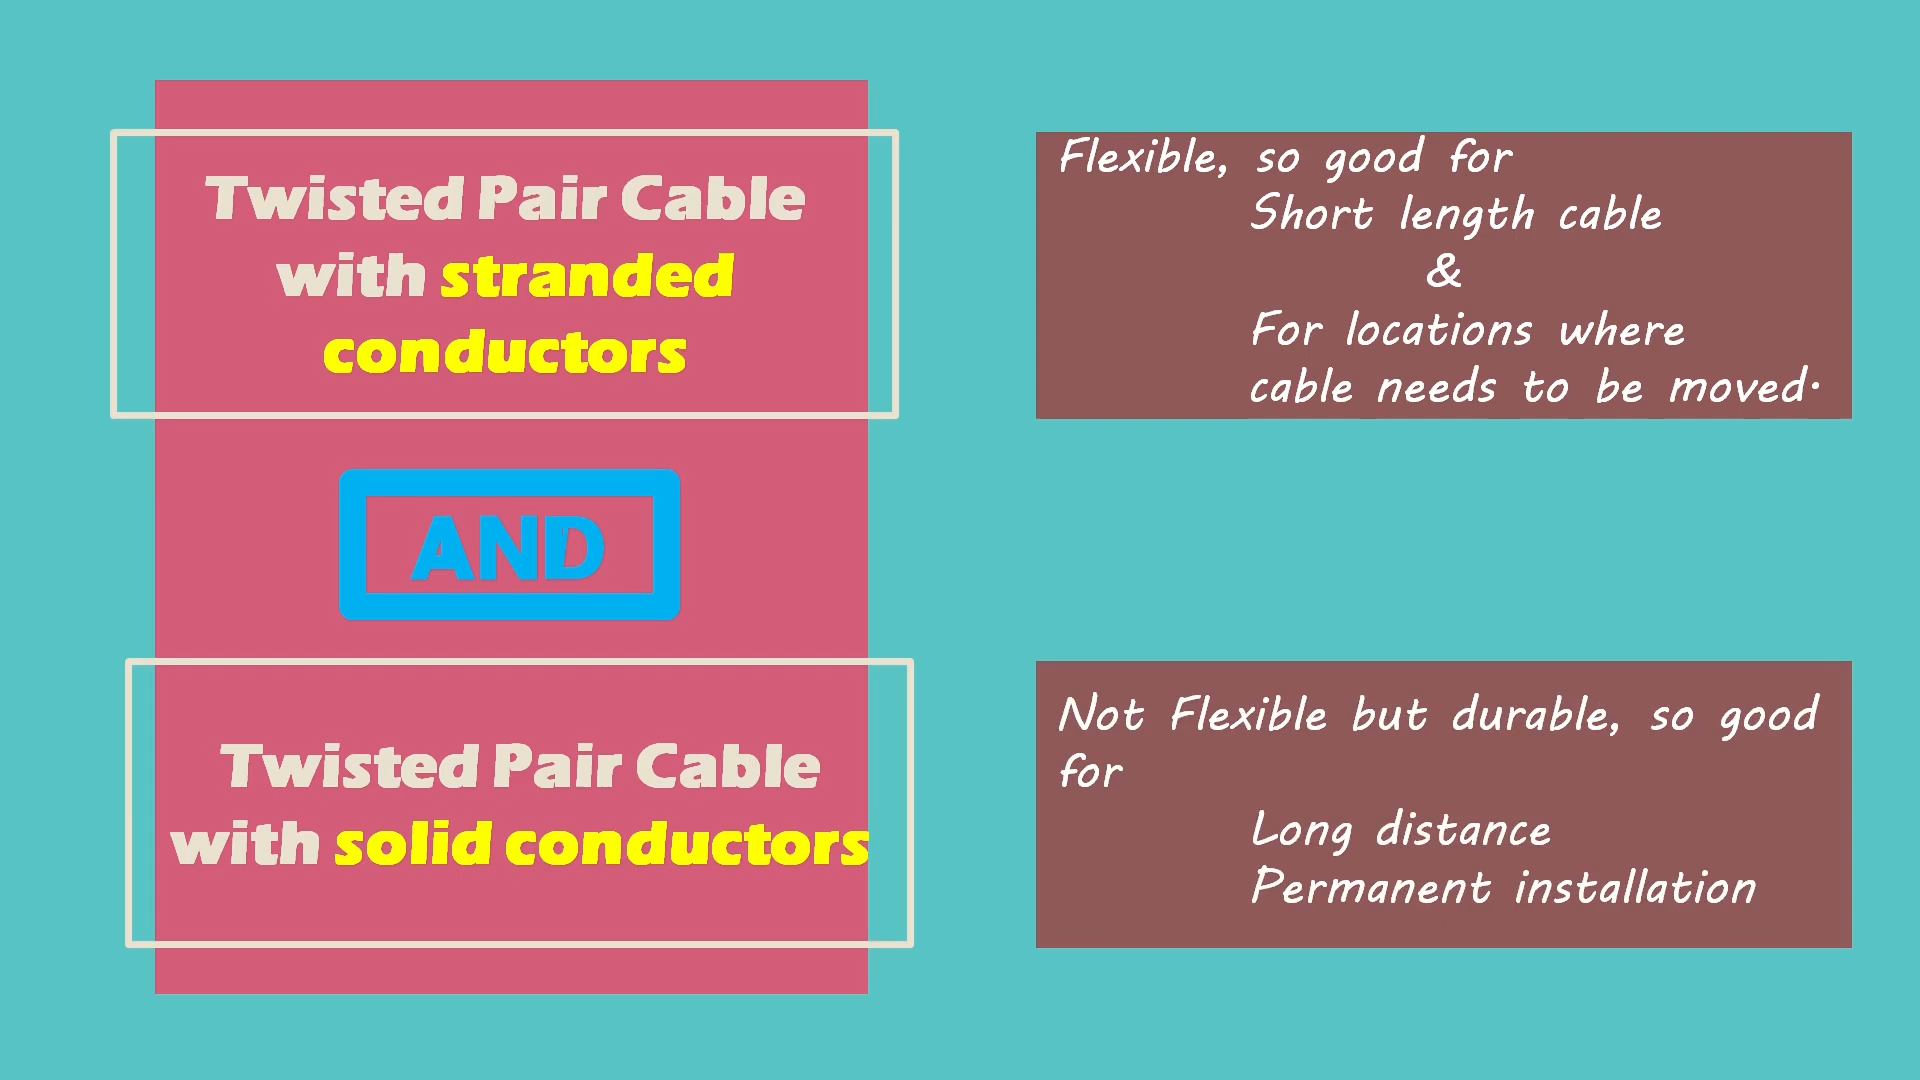 Twisted Pair Cable
with stranded
conductors
Flexible, so good for
Short length cable
&
For locations where
cable needs to be moved.
AND
Twisted Pair Cable
with solid conductors
Not Flexible but durable, so good
for
Long distance
Permanent installation